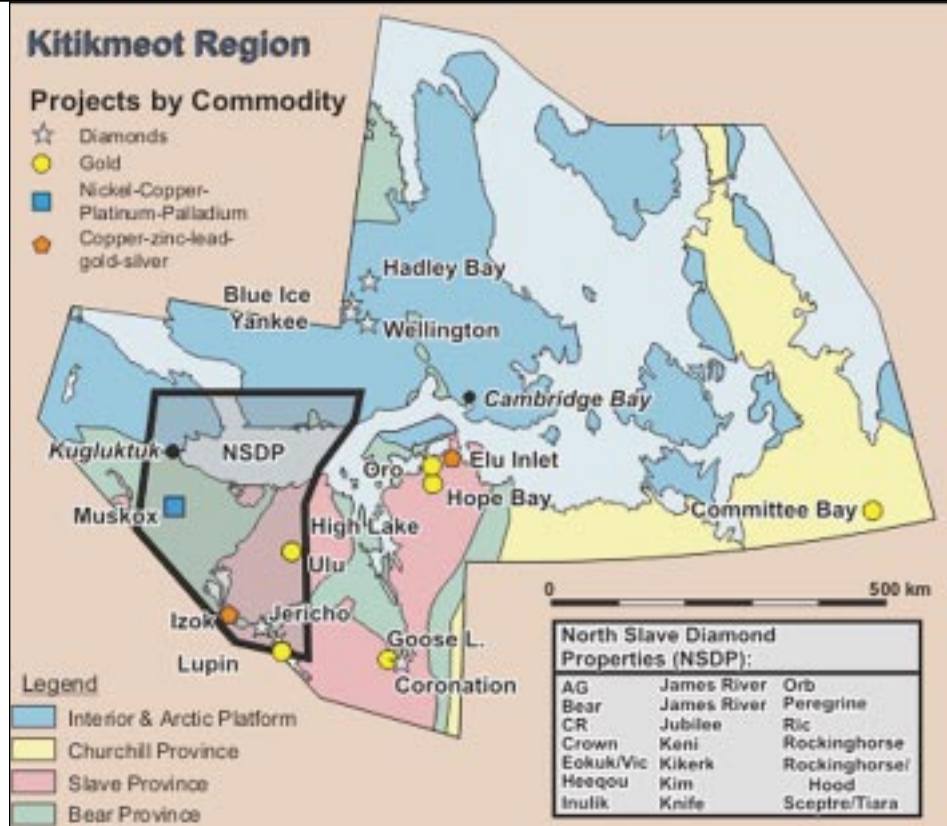 Kitikmeot Region
Projects by Commodity
Diamonds
Gold
Nickel-Copper-
Platinum-Palladium
Copper-zinc-lead-
gold-silver
Hadley Bay
Blue Ice
Yankee
Wellington
Cambridge Bay
Kugluktuk
NSDP
Oro
Elu Inlet
Hope Bay
Committee Bay
Muskox
High Lake
Ulu
Izok
Jericho
Lupin
Goose L.
Coronation
0 500 km
North Slave Diamond
Properties (NSDP):
AG James River Orb
Bear James River Peregrine
CR Jubilee Ric
Crown Keni Rockinghorse
Eokuk/Vic Kikerk Rockinghorse/
Heeqou Kim Hood
Inulik Knife Sceptre/Tiara
Legend
Interior & Arctic Platform
Churchill Province
Slave Province
Bear Province